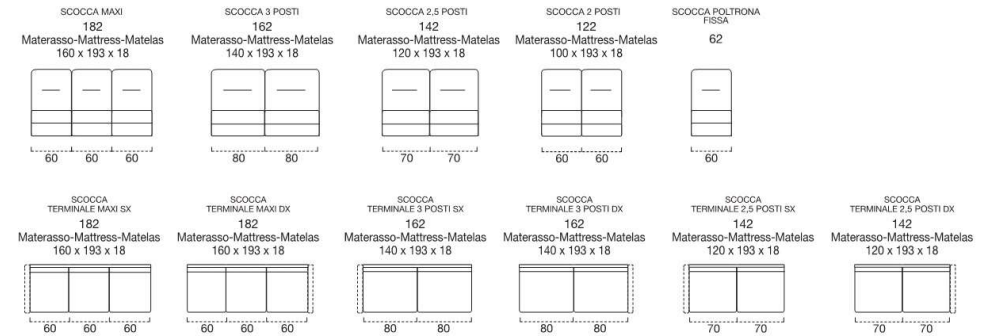 SCOCCA MAXI
182
Materasso-Mattress-Matelas
160 x 193 x 18
60 60 60
SCOCCA 3 POSTI
162
Materasso-Mattress-Matelas
140 x 193 x 18
80 80
SCOCCA 2,5 POSTI
142
Materasso-Mattress-Matelas
120 x 193 x 18
70 70
SCOCCA 2 POSTI
122
Materasso-Mattress-Matelas
100 x 193 x 18
60 60
SCOCCA POLTRONA
FISSA
62
60
SCOCCA
TERMINALE MAXI SX
182
Materasso-Mattress-Matelas
160 x 193 x 18
60 60 60
SCOCCA
TERMINALE MAXI DX
182
Materasso-Mattress-Matelas
160 x 193 x 18
60 60 60
SCOCCA
TERMINALE 3 POSTI SX
162
Materasso-Mattress-Matelas
140 x 193 x 18
80 80
SCOCCA
TERMINALE 3 POSTI DX
162
Materasso-Mattress-Matelas
140 x 193 x 18
80 80
SCOCCA
TERMINALE 2,5 POSTI SX
142
Materasso-Mattress-Matelas
120 x 193 x 18
70 70
SCOCCA
TERMINALE 2,5 POSTI DX
142
Materasso-Mattress-Matelas
120 x 193 x 18
70 70